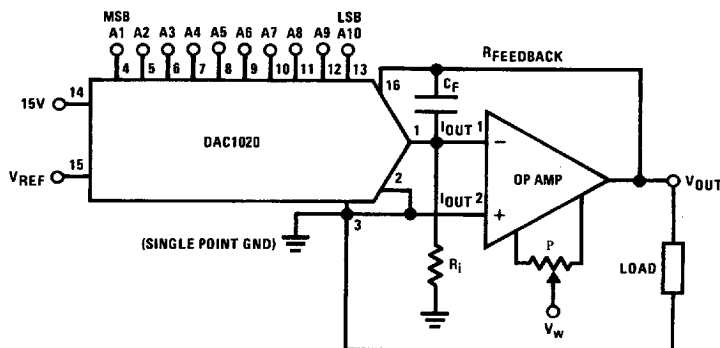 MSB LSB
A1 A2 A3 A4 A5 A6 A7 A8 A9 A10
4 5 6 7 8 9 10 11 12 13
RFEEDBACK
16
CF
14
15V
1
IOUT 1
DAC1020
−
OP AMP
VOUT
15
VREF
2
IOUT 2
+
3
(SINGLE POINT GND)
Ri
P
LOAD
Vw